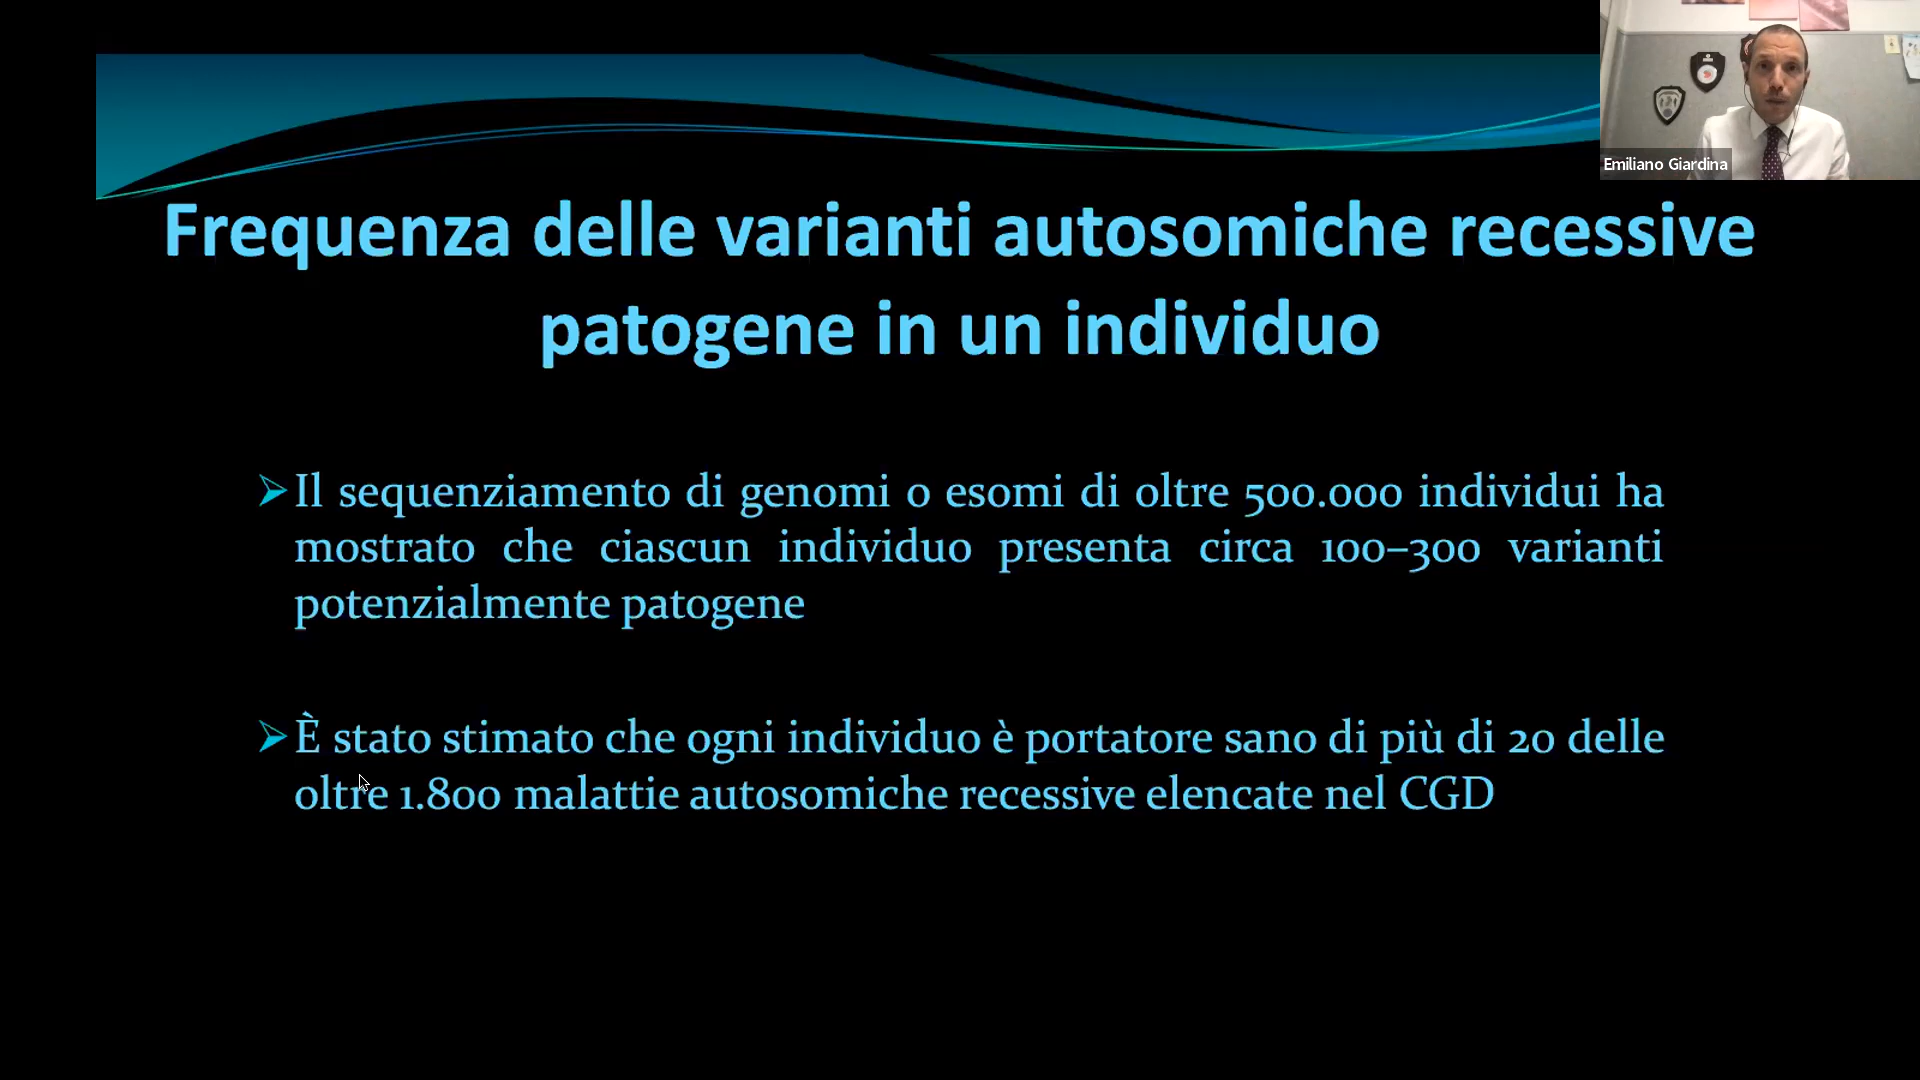 Emiliano Giardina
Frequenza delle varianti autosomiche recessive
patogene in un individuo
Il sequenziamento di genomi o esomi di oltre 500.000 individui ha
mostrato che ciascun individuo presenta circa 100–300 varianti
potenzialmente patogene
È stato stimato che ogni individuo è portatore sano di più di 20 delle
oltre 1.800 malattie autosomiche recessive elencate nel CGD